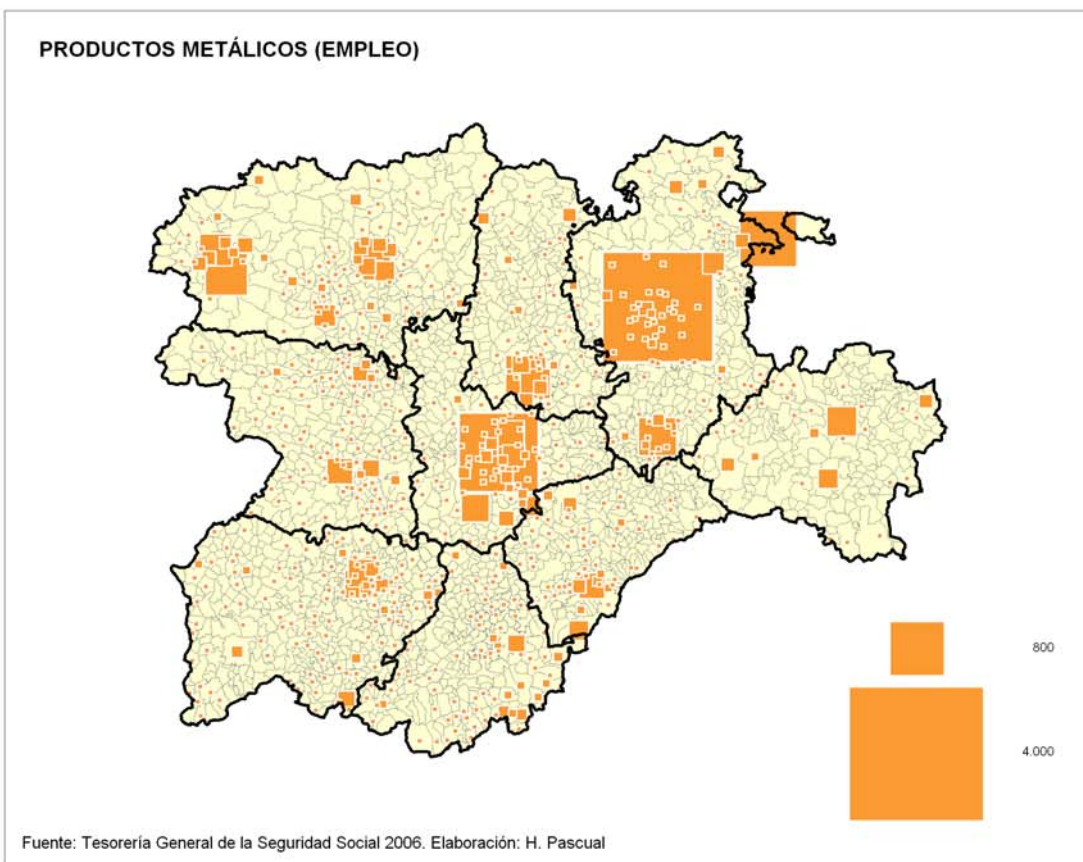 PRODUCTOS METÁLICOS (EMPLEO)
800
4.000
Fuente: Tesorería General de la Seguridad Social 2006. Elaboración: H. Pascual